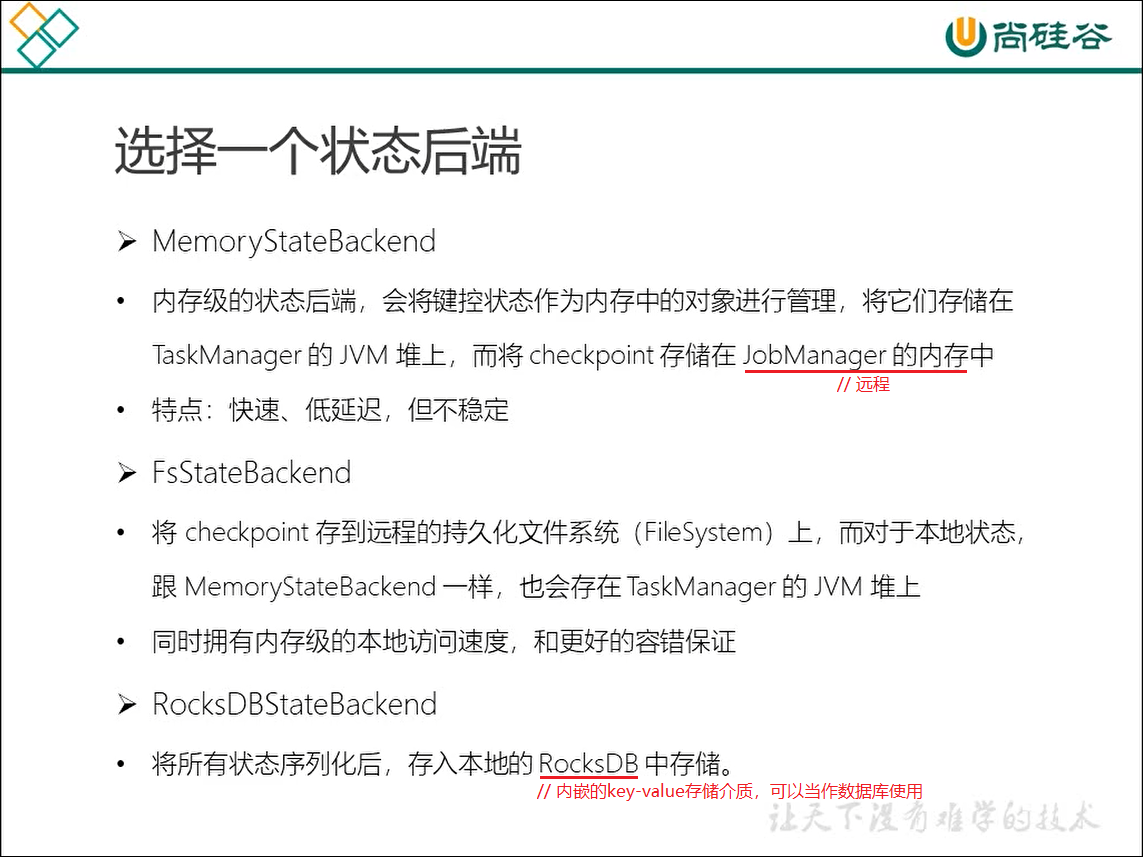 尚硅谷
选择一个状态后端
➢ MemoryStateBackend
• 内存级的状态后端，会将键控状态作为内存中的对象进行管理，将它们存储在
TaskManager 的 JVM 堆上，而将 checkpoint 存储在 JobManager 的内存中
// 远程
• 特点：快速、低延迟，但不稳定
➢ FsStateBackend
• 将 checkpoint 存到远程的持久化文件系统（FileSystem）上，而对于本地状态，
跟 MemoryStateBackend 一样，也会存在 TaskManager 的 JVM 堆上
• 同时拥有内存级的本地访问速度，和更好的容错保证
➢ RocksDBStateBackend
• 将所有状态序列化后，存入本地的 RocksDB 中存储。
// 内嵌的key-value存储介质，可以当作数据库使用
让天下没有难学的技术